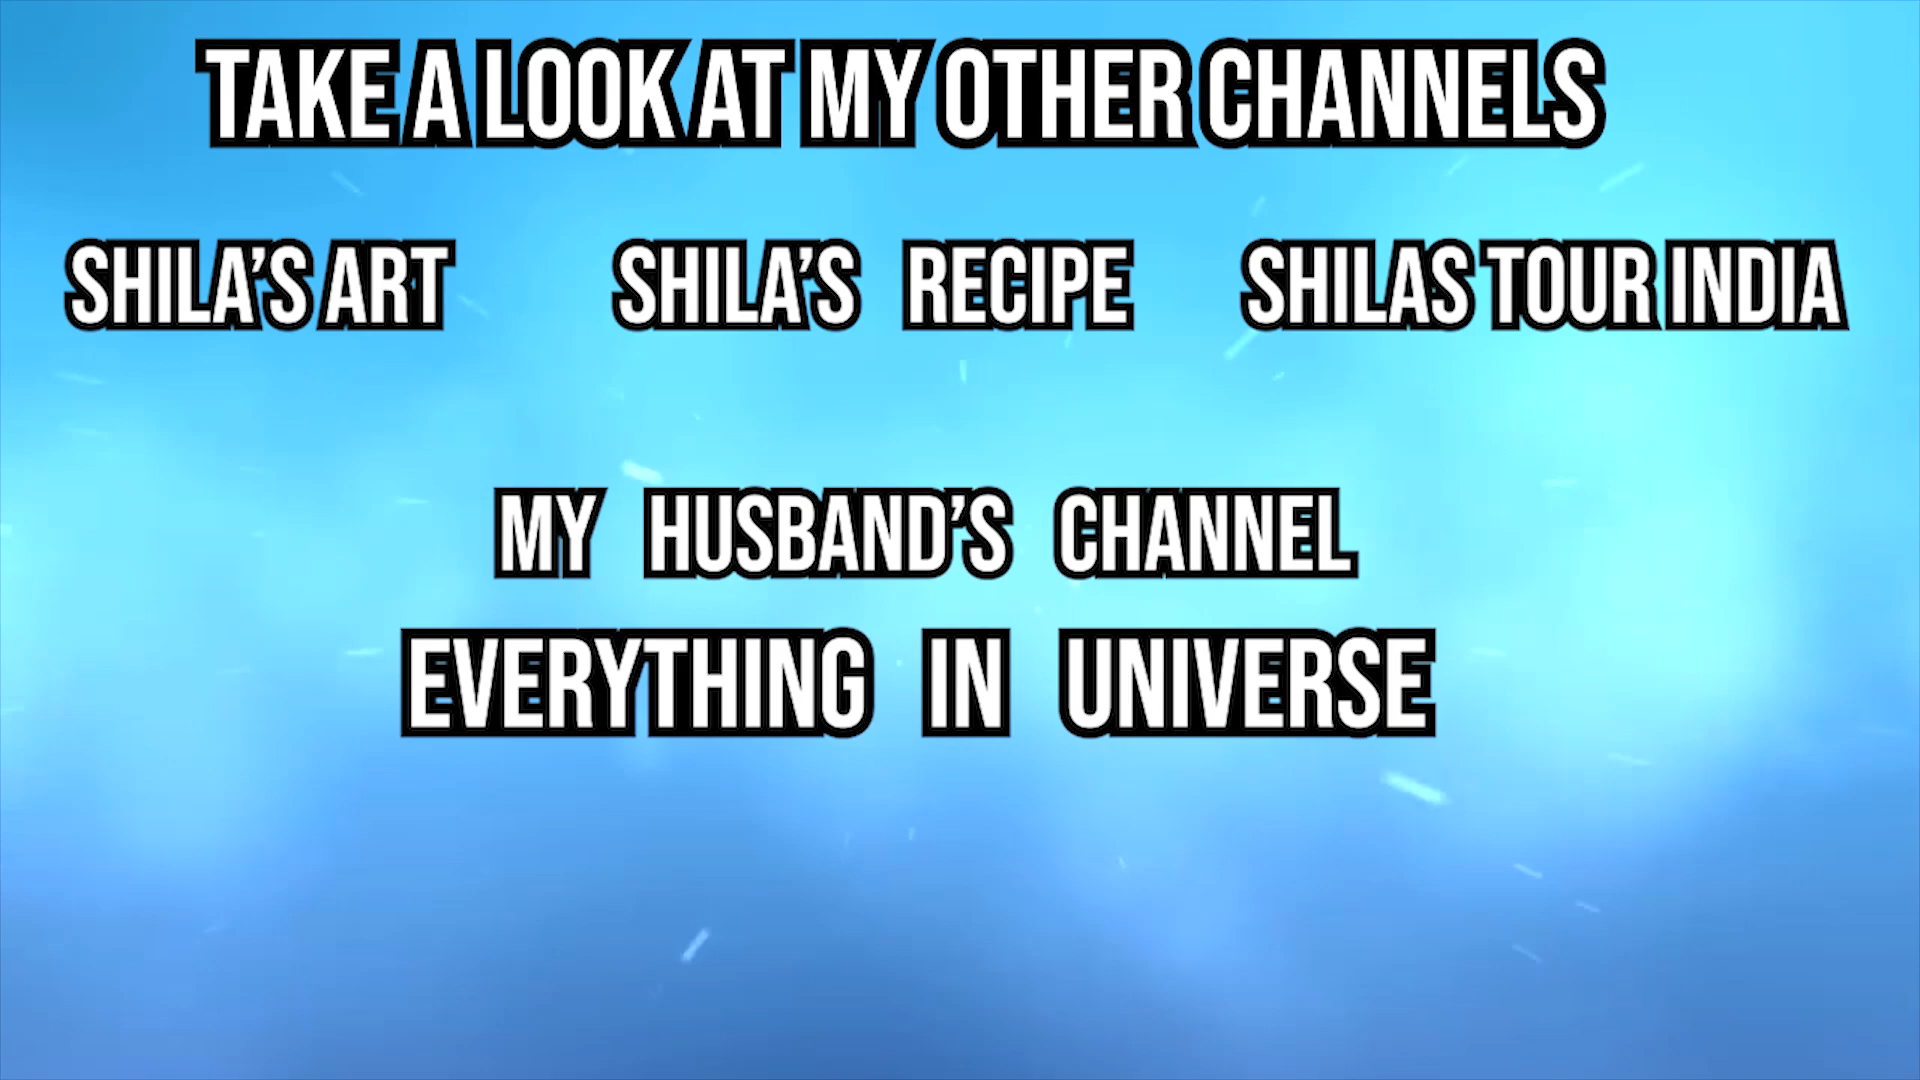 TAKE A LOOK AT MY OTHER CHANNELS
SHILA'S ART SHILA'S RECIPE SHILAS TOUR INDIA
MY HUSBAND'S CHANNEL
EVERYTHING IN UNIVERSE